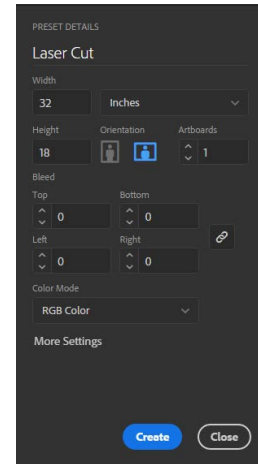 PRESET DETAILS
Laser Cut
Width
32 Inches
Height Orientation Artboards
18 1
Bleed
Top Bottom
0 0
Left Right
0 0
Color Mode
RGB Color
More Settings
Create Close